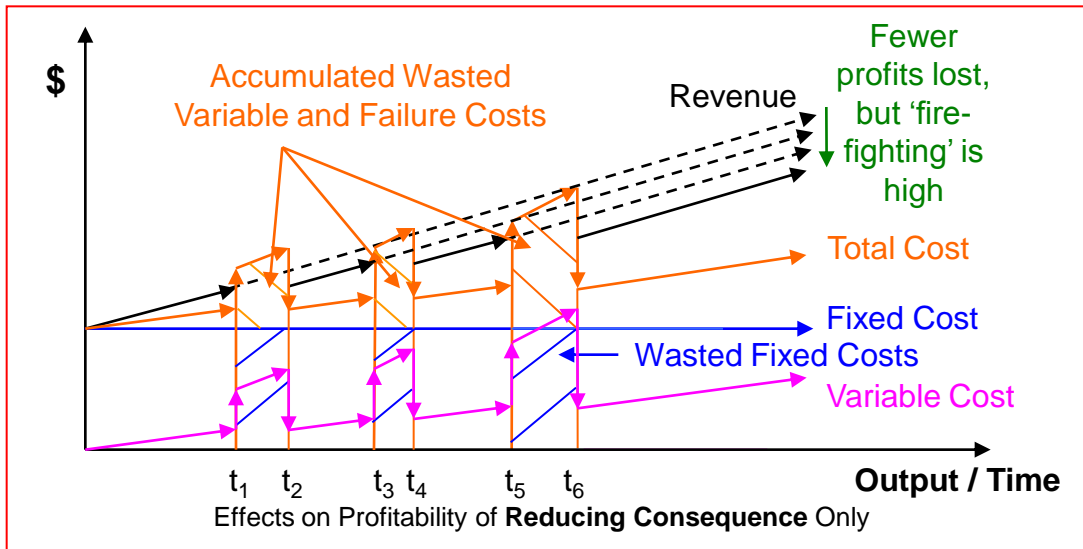 $
Accumulated Wasted
Variable and Failure Costs
Revenue
Fewer
profits lost,
but ‘fire-
fighting’ is
high
Total Cost
Fixed Cost
Wasted Fixed Costs
Variable Cost
t1 t2 t3 t4 t5 t6
Output / Time
Effects on Profitability of Reducing Consequence Only